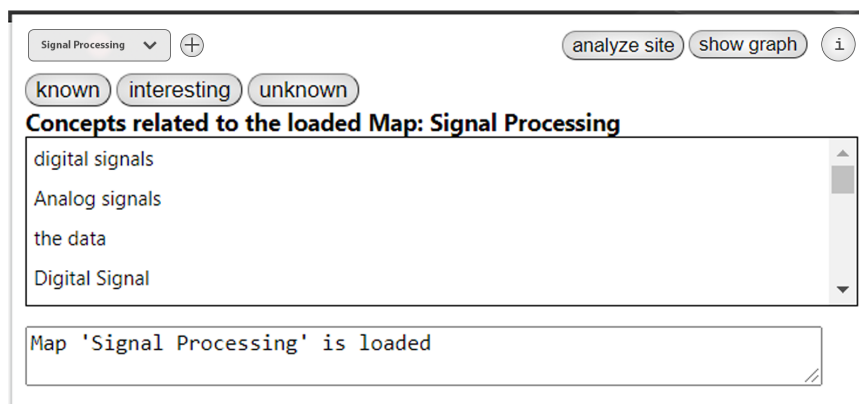 Signal Processing
analyze site show graph i
known interesting unknown
Concepts related to the loaded Map: Signal Processing
digital signals
Analog signals
the data
Digital Signal
Map 'Signal Processing' is loaded